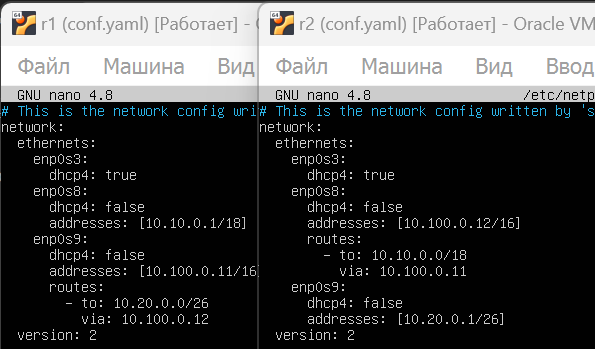 r1 (conf.yaml) [Работает] - O
Файл Машина Вид
GNU nano 4.8
# This is the network config wri
network:
  ethernets:
    enp0s3:
      dhcp4: true
    enp0s8:
      dhcp4: false
      addresses: [10.10.0.1/18]
    enp0s9:
      dhcp4: false
      addresses: [10.100.0.11/16]
      routes:
        - to: 10.20.0.0/26
          via: 10.100.0.12
  version: 2
r2 (conf.yaml) [Работает] - Oracle VM
Файл Машина Вид Ввод
GNU nano 4.8 /etc/netp
# This is the network config written by 's
network:
  ethernets:
    enp0s3:
      dhcp4: true
    enp0s8:
      dhcp4: false
      addresses: [10.100.0.12/16]
      routes:
        - to: 10.10.0.0/18
          via: 10.100.0.11
    enp0s9:
      dhcp4: false
      addresses: [10.20.0.1/26]
  version: 2